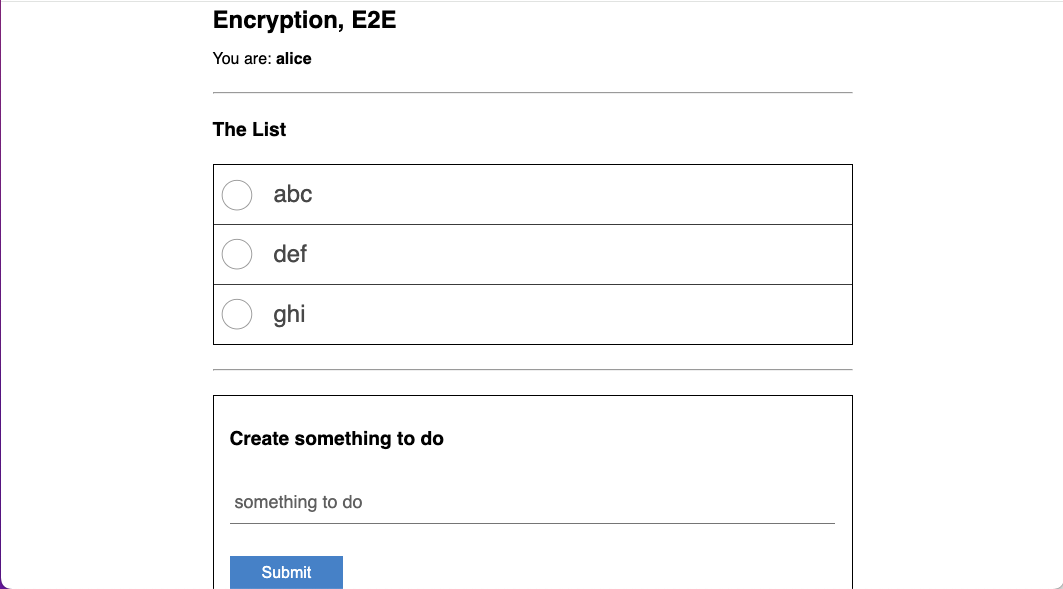 Encryption, E2E
You are: alice
The List
abc
def
ghi
Create something to do
something to do
Submit